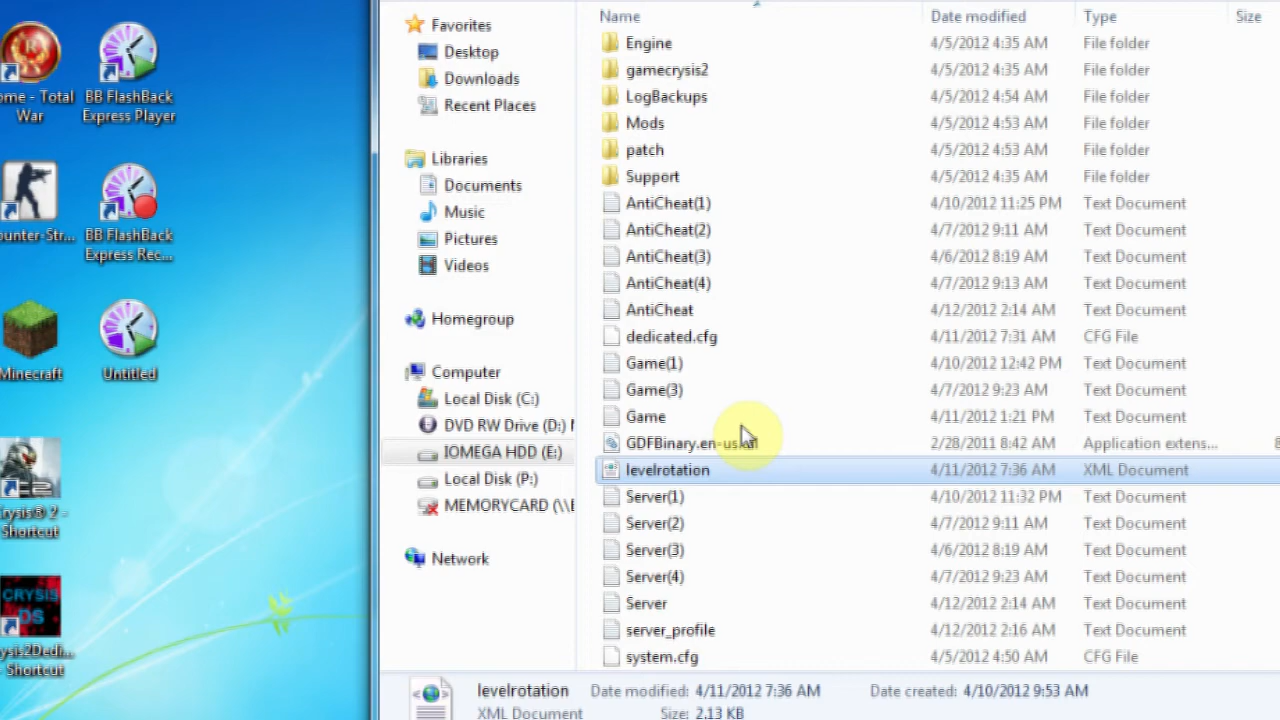 ome - Total
War
BB FlashBack
Express Player
ounter-Str...
BB FlashBack
Express Rec...
Minecraft
Untitled
Crysis® 2 -
Shortcut
CRYSIS
DS
ysis2Dedi...
- Shortcut
Favorites
Desktop
Downloads
Recent Places
Libraries
Documents
Music
Pictures
Videos
Homegroup
Computer
Local Disk (C:)
DVD RW Drive (D:)
IOMEGA HDD (E:)
Local Disk (P:)
MEMORYCARD (\\
Network
Name Date modified Type Size
Engine 4/5/2012 4:35 AM File folder
gamecrysis2 4/5/2012 4:35 AM File folder
LogBackups 4/5/2012 4:54 AM File folder
Mods 4/5/2012 4:53 AM File folder
patch 4/5/2012 4:53 AM File folder
Support 4/5/2012 4:35 AM File folder
AntiCheat(1) 4/10/2012 11:25 PM Text Document
AntiCheat(2) 4/7/2012 9:11 AM Text Document
AntiCheat(3) 4/6/2012 8:19 AM Text Document
AntiCheat(4) 4/7/2012 9:13 AM Text Document
AntiCheat 4/12/2012 2:14 AM Text Document
dedicated.cfg 4/11/2012 7:31 AM CFG File
Game(1) 4/10/2012 12:42 PM Text Document
Game(3) 4/7/2012 9:23 AM Text Document
Game 4/11/2012 1:21 PM Text Document
GDFBinary.en-us.dll 2/28/2011 8:42 AM Application extens...
levelrotation 4/11/2012 7:36 AM XML Document
Server(1) 4/10/2012 11:32 PM Text Document
Server(2) 4/7/2012 9:11 AM Text Document
Server(3) 4/6/2012 8:19 AM Text Document
Server(4) 4/7/2012 9:23 AM Text Document
Server 4/12/2012 2:14 AM Text Document
server_profile 4/12/2012 2:16 AM Text Document
system.cfg 4/5/2012 4:50 AM CFG File
levelrotation Date modified: 4/11/2012 7:36 AM Date created: 4/10/2012 9:53 AM
XML Document Size: 2.13 KB